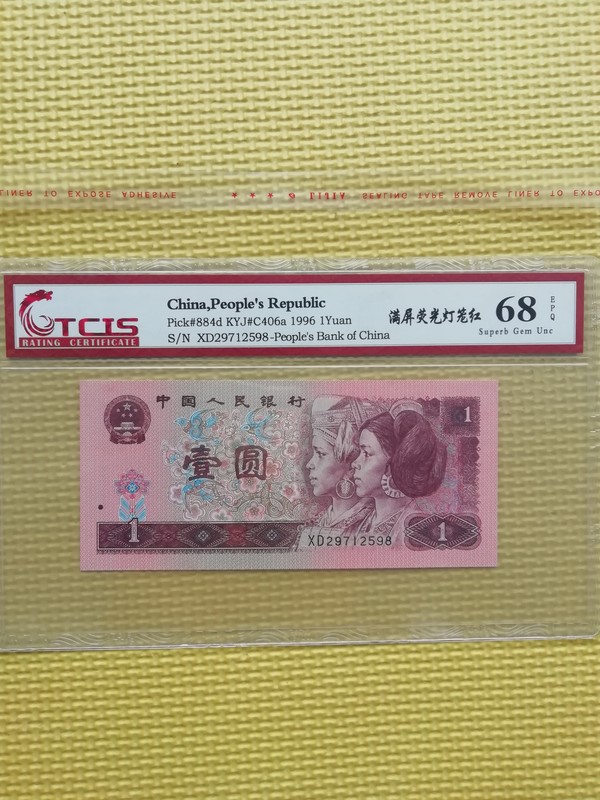 LINER TO EXPOSE ADHESIVE ★ ★ ★ SEALING TAPE REMOVE LINER TO EXPO
TCIS
RATING CERTIFICATE
China,People's Republic
Pick#884d KYJ#C406a 1996 1Yuan
S/N XD29712598-People's Bank of China
满屏荧光灯笼红
68
EPQ
Superb Gem Unc
中国人民银行
1
壹圆
1
XD29712598
1